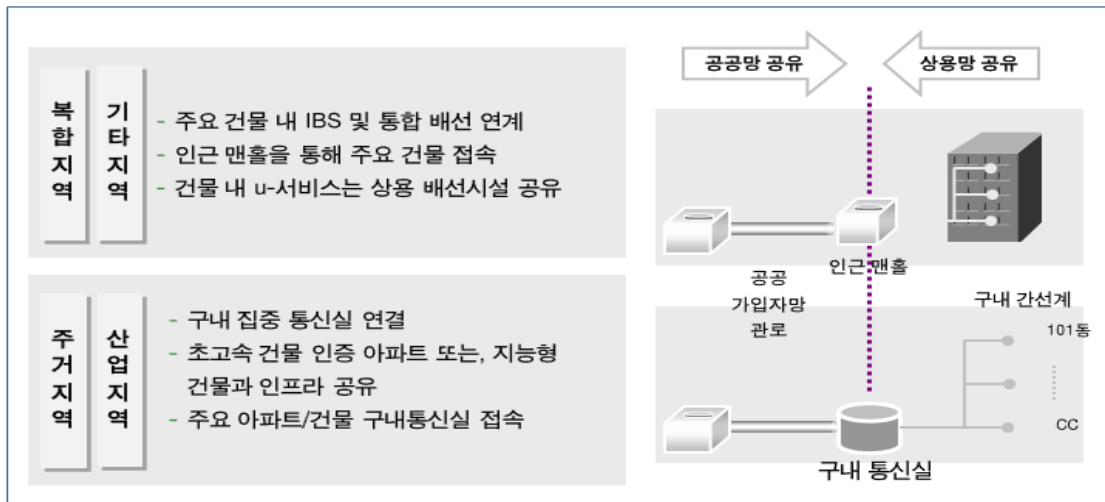 복합지역
기타지역
- 주요 건물 내 IBS 및 통합 배선 연계
- 인근 맨홀을 통해 주요 건물 접속
- 건물 내 u-서비스는 상용 배선시설 공유
주거지역
산업지역
- 구내 집중 통신실 연결
- 초고속 건물 인증 아파트 또는, 지능형
건물과 인프라 공유
- 주요 아파트/건물 구내통신실 접속
공공망 공유
상용망 공유
인근 맨홀
공공
가입자망
관로
구내 간선계
101동
CC
구내 통신실